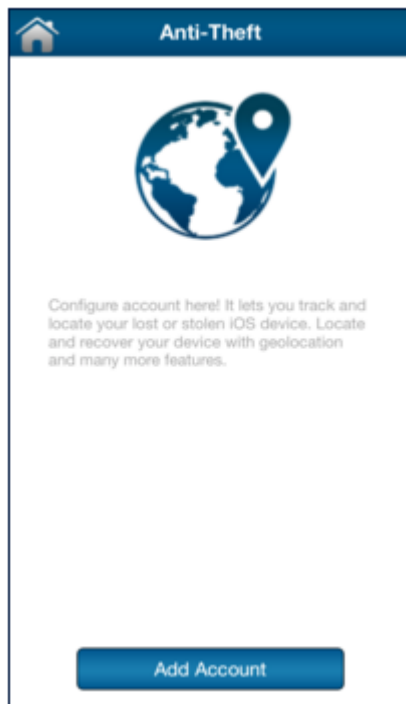 Anti-Theft
Configure account here! It lets you track and
locate your lost or stolen iOS device. Locate
and recover your device with geolocation
and many more features.
Add Account